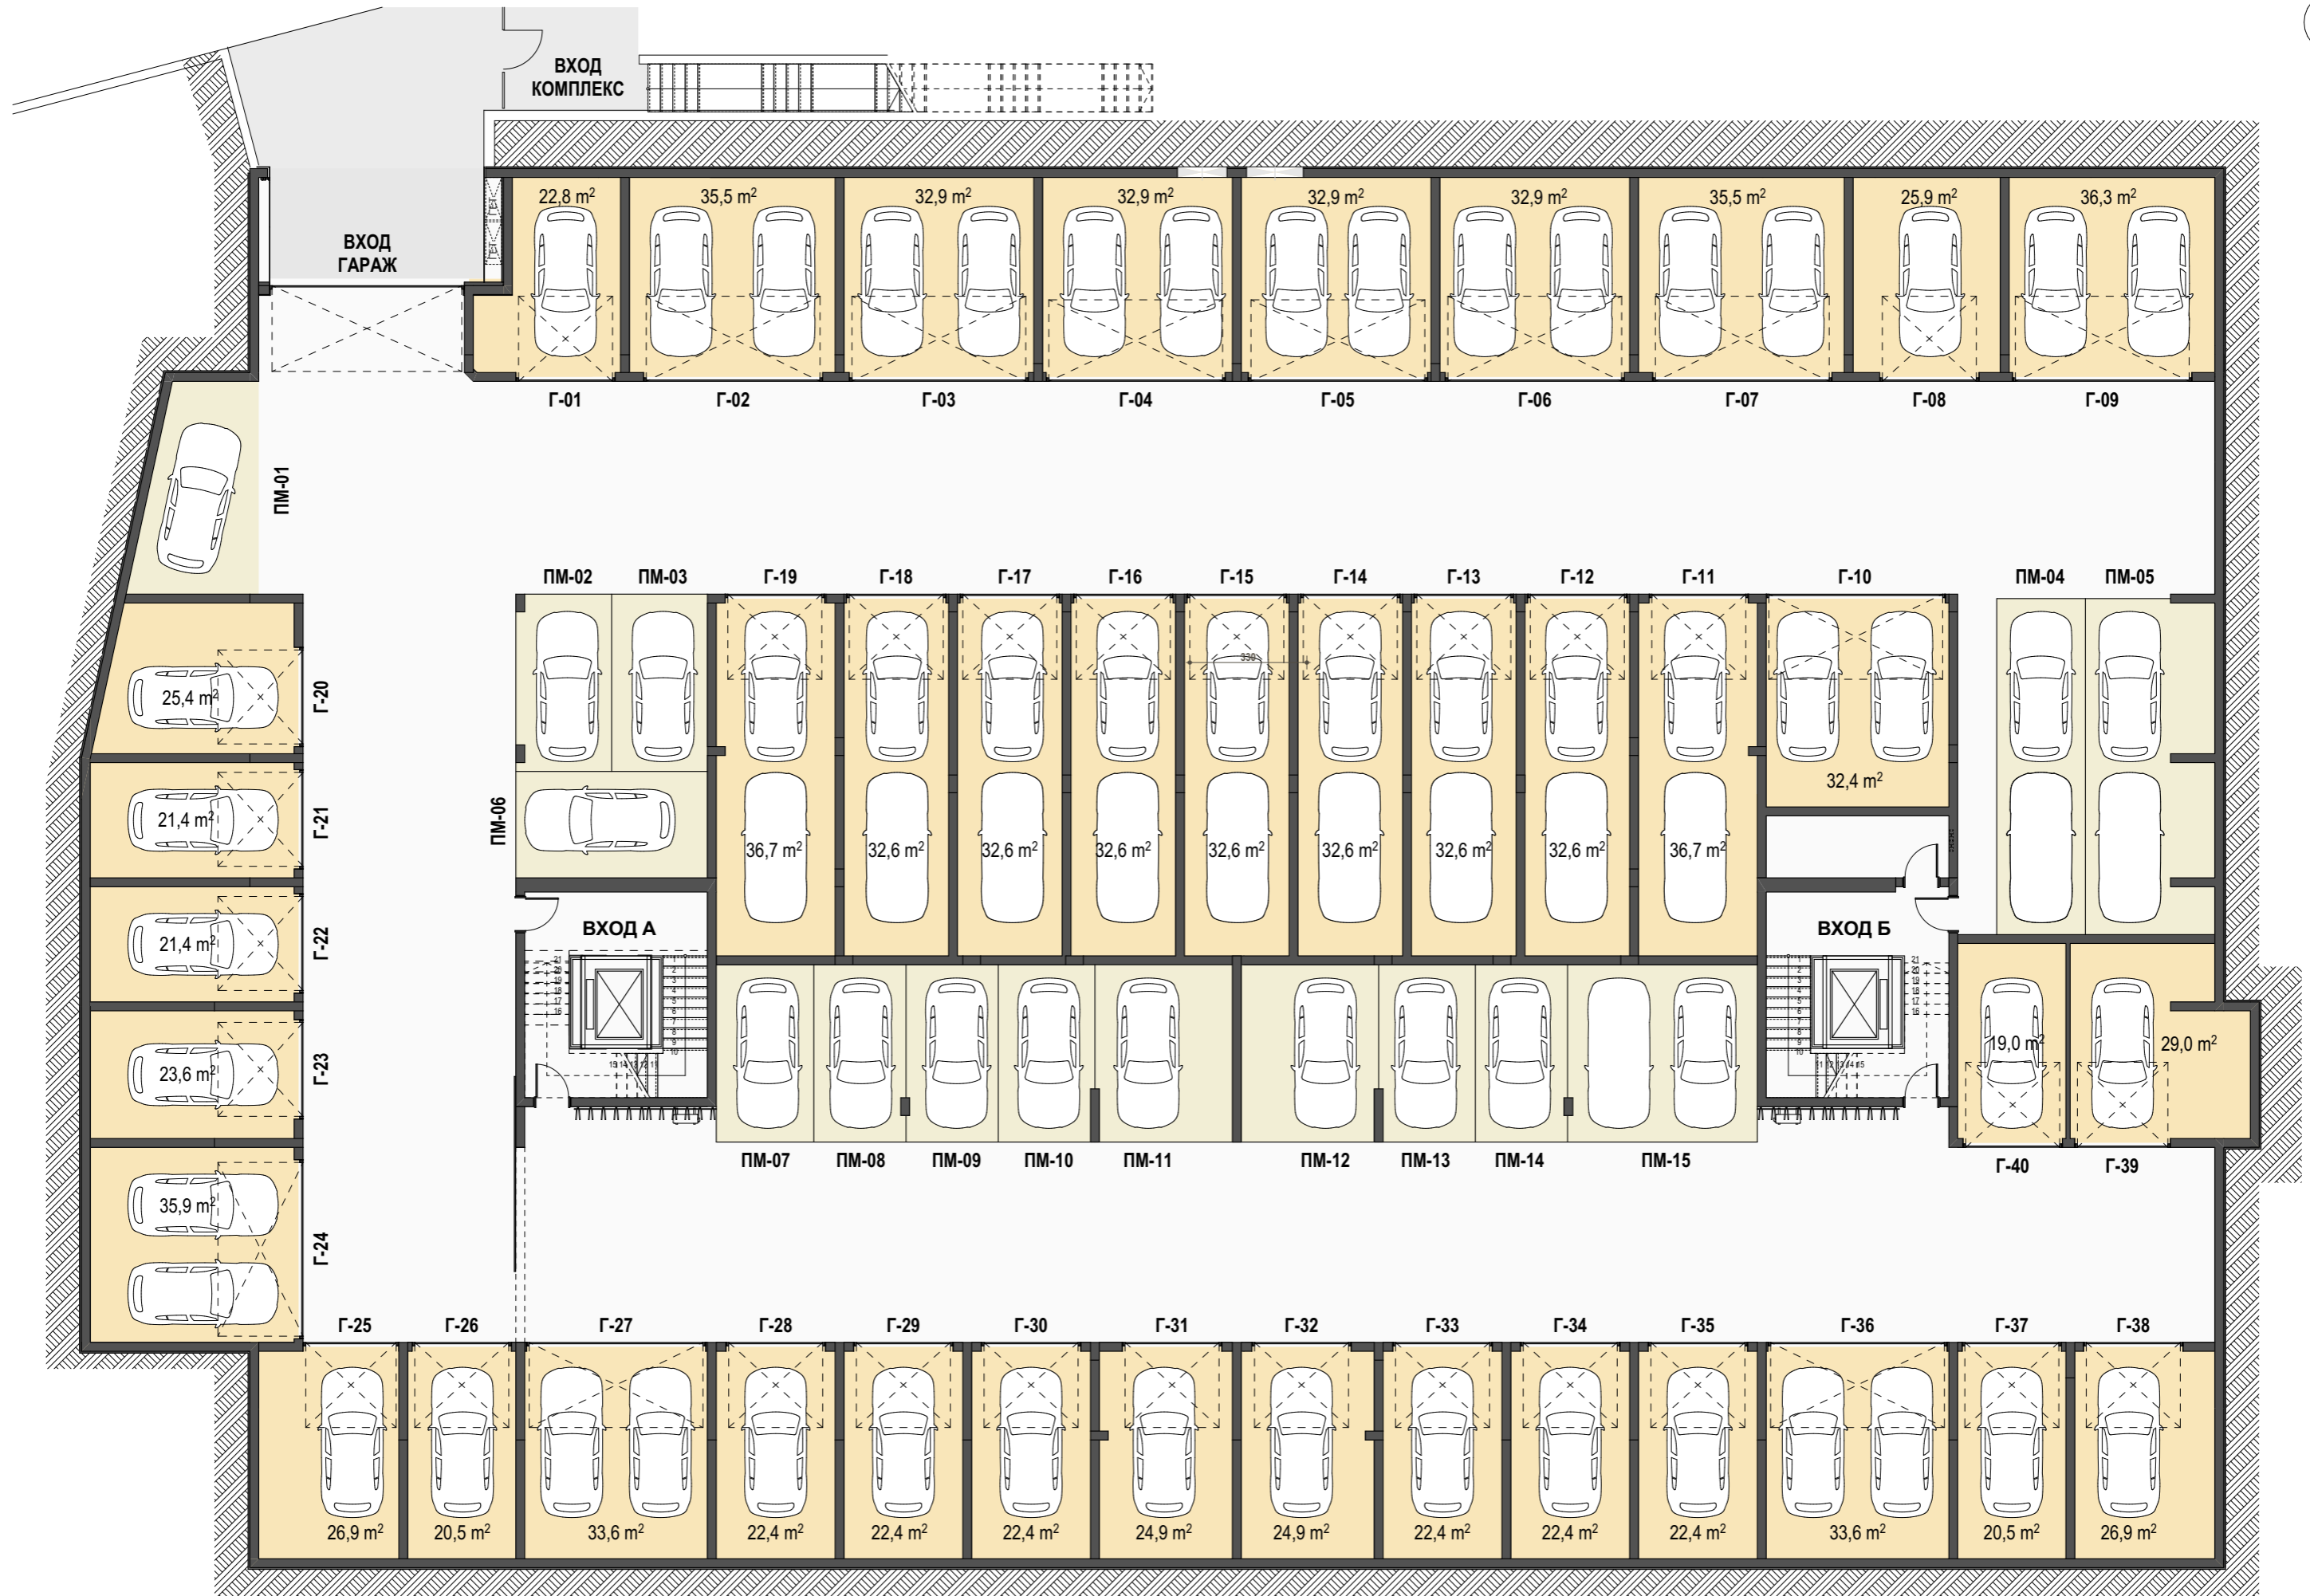 ВХОД
КОМПЛЕКС
ВХОД
ГАРАЖ
22,8 m²
35,5 m²
32,9 m²
32,9 m²
32,9 m²
32,9 m²
35,5 m²
25,9 m²
36,3 m²
Г-01
Г-02
Г-03
Г-04
Г-05
Г-06
Г-07
Г-08
Г-09
ПМ-01
ПМ-02
ПМ-03
Г-19
Г-18
Г-17
Г-16
Г-15
Г-14
Г-13
Г-12
Г-11
Г-10
ПМ-04
ПМ-05
330
25,4 m²
Г-20
32,4 m²
21,4 m²
Г-21
ПМ-06
36,7 m²
32,6 m²
32,6 m²
32,6 m²
32,6 m²
32,6 m²
32,6 m²
32,6 m²
36,7 m²
21,4 m²
Г-22
ВХОД А
ВХОД Б
23,6 m²
Г-23
19,0 m²
29,0 m²
ПМ-07
ПМ-08
ПМ-09
ПМ-10
ПМ-11
ПМ-12
ПМ-13
ПМ-14
ПМ-15
Г-40
Г-39
35,9 m²
Г-24
Г-25
Г-26
Г-27
Г-28
Г-29
Г-30
Г-31
Г-32
Г-33
Г-34
Г-35
Г-36
Г-37
Г-38
26,9 m²
20,5 m²
33,6 m²
22,4 m²
22,4 m²
22,4 m²
24,9 m²
24,9 m²
22,4 m²
22,4 m²
22,4 m²
33,6 m²
20,5 m²
26,9 m²